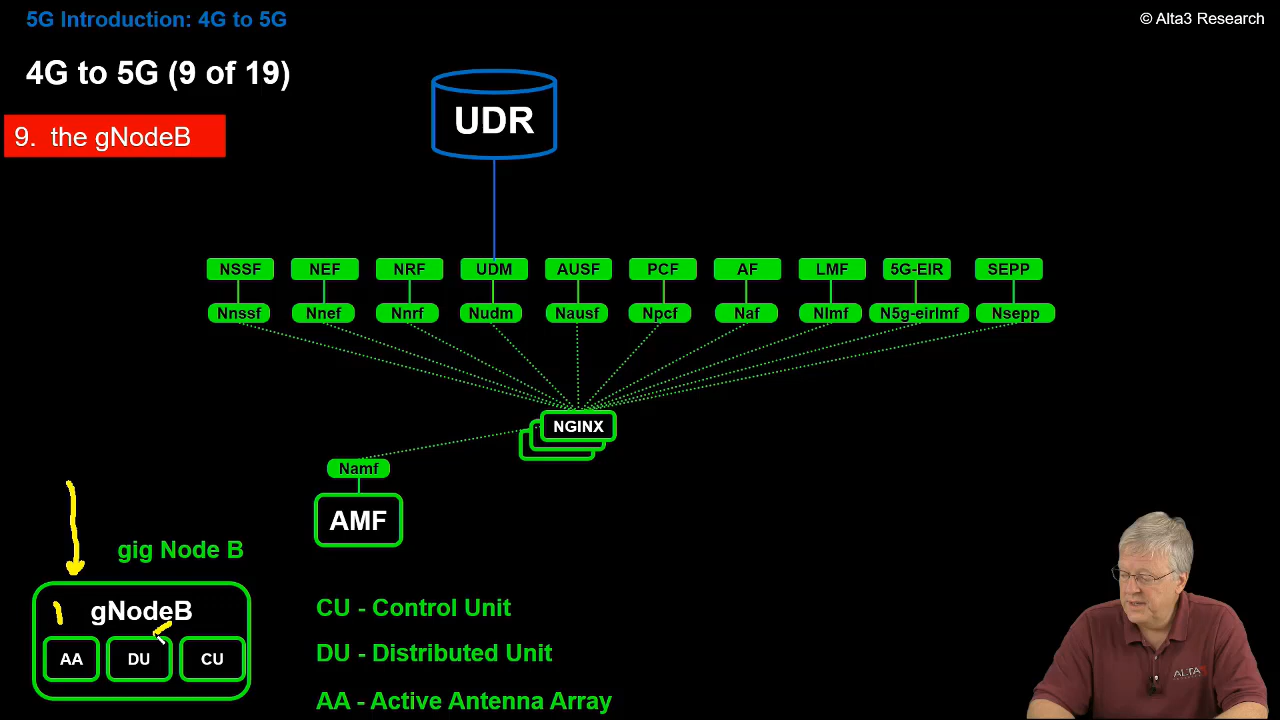 5G Introduction: 4G to 5G
© Alta3 Research
4G to 5G (9 of 19)
9. the gNodeB
UDR
NSSF NEF NRF UDM AUSF PCF AF LMF 5G-EIR SEPP
Nnssf Nnef Nnrf Nudm Nausf Npcf Naf Nlmf N5g-eirlmf Nsepp
NGINX
Namf
AMF
gig Node B
gNodeB
AA DU CU
CU - Control Unit
DU - Distributed Unit
AA - Active Antenna Array
ALTA3